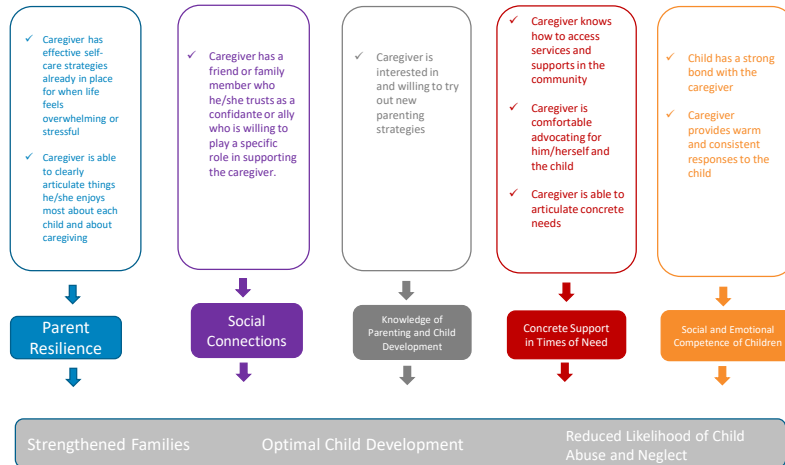 ✓ Caregiver has
effective self-
care strategies
already in place
for when life
feels
overwhelming or
stressful
✓ Caregiver is able
to clearly
articulate things
he/she enjoys
most about each
child and about
caregiving
✓ Caregiver has a
friend or family
member who
he/she trusts as a
confidante or ally
who is willing to
play a specific
role in supporting
the caregiver.
✓ Caregiver is
interested in
and willing to try
out new
parenting
strategies
✓ Caregiver knows
how to access
services and
supports in the
community
✓ Caregiver is
comfortable
advocating for
him/herself and
the child
✓ Caregiver is able to
articulate concrete
needs
✓ Child has a strong
bond with the
caregiver
✓ Caregiver
provides warm
and consistent
responses to the
child
Parent
Resilience
Social
Connections
Knowledge of
Parenting and Child
Development
Concrete Support
in Times of Need
Social and Emotional
Competence of Children
Strengthened Families
Optimal Child Development
Reduced Likelihood of Child
Abuse and Neglect